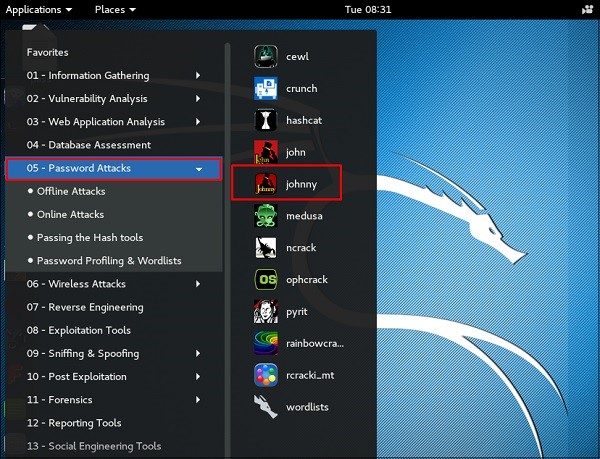 Applications Places Tue 08:31
Favorites
01 - Information Gathering
02 - Vulnerability Analysis
03 - Web Application Analysis
04 - Database Assessment
05 - Password Attacks
Offline Attacks
Online Attacks
Passing the Hash tools
Password Profiling & Wordlists
06 - Wireless Attacks
07 - Reverse Engineering
08 - Exploitation Tools
09 - Sniffing & Spoofing
10 - Post Exploitation
11 - Forensics
12 - Reporting Tools
13 - Social Engineering Tools
cewl
crunch
hashcat
John
john
Johnny
johnny
medusa
ncrack
OS
ophcrack
pyrit
rainbowcra...
rcracki_mt
wordlists